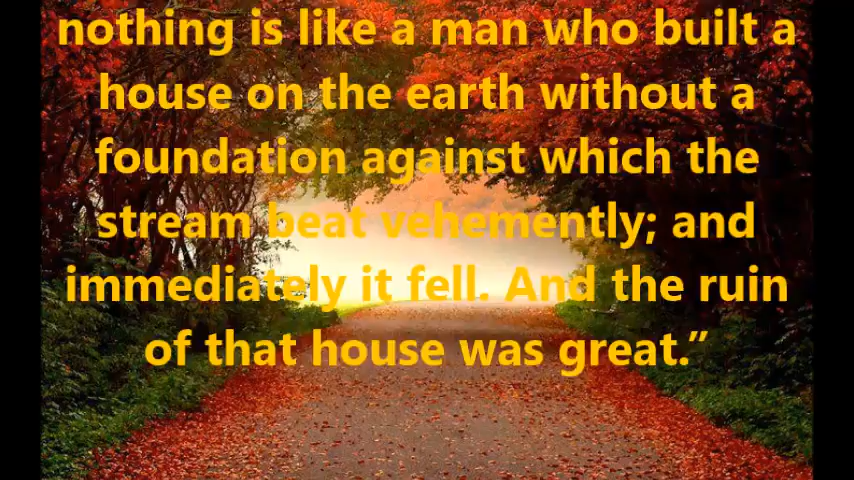 nothing is like a man who built a
house on the earth without a
foundation against which the
stream beat vehemently; and
immediately it fell. And the ruin
of that house was great.”